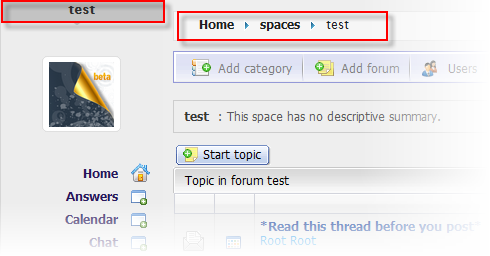 test
Home spaces test
Add category Add forum Users
beta
test : This space has no descriptive summary.
Start topic
Home
Topic in forum test
Answers
Calendar
*Read this thread before you post*
Chat
Root Root